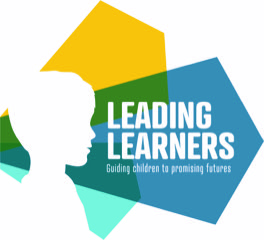 LEADING
LEARNERS
Guiding children to promising futures